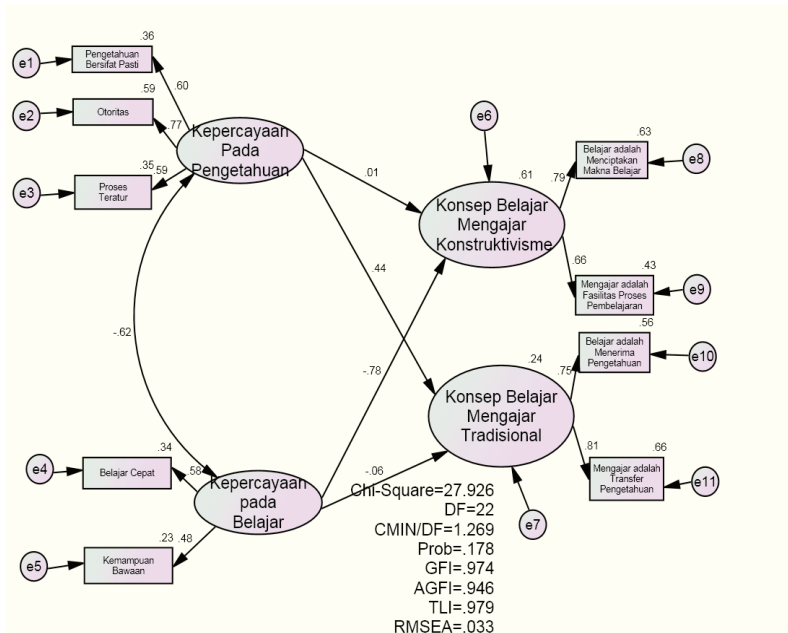 .36
Pengetahuan
Bersifat Pasti
e1
.60
.59
Otoritas
e2
.77
Kepercayaan
Pada
Pengetahuan
.35
.59
Proses
Teratur
e3
e6
.63
Belajar adalah
Menciptakan
Makna Belajar
e8
.79
.61
.01
Konsep Belajar
Mengajar
Konstruktivisme
.66
.43
Mengajar adalah
Fasilitas Proses
Pembelajaran
e9
.44
-.62
-.78
.56
Belajar adalah
Menerima
Pengetahuan
e10
.24
.75
Konsep Belajar
Mengajar
Tradisional
.81
.66
Mengajar adalah
Transfer
Pengetahuan
e11
-.06
e7
.34
Belajar Cepat
e4
.58
Kepercayaan
pada
Belajar
.23
.48
Kemampuan
Bawaan
e5
Chi-Square=27.926
DF=22
CMIN/DF=1.269
Prob=.178
GFI=.974
AGFI=.946
TLI=.979
RMSEA=.033